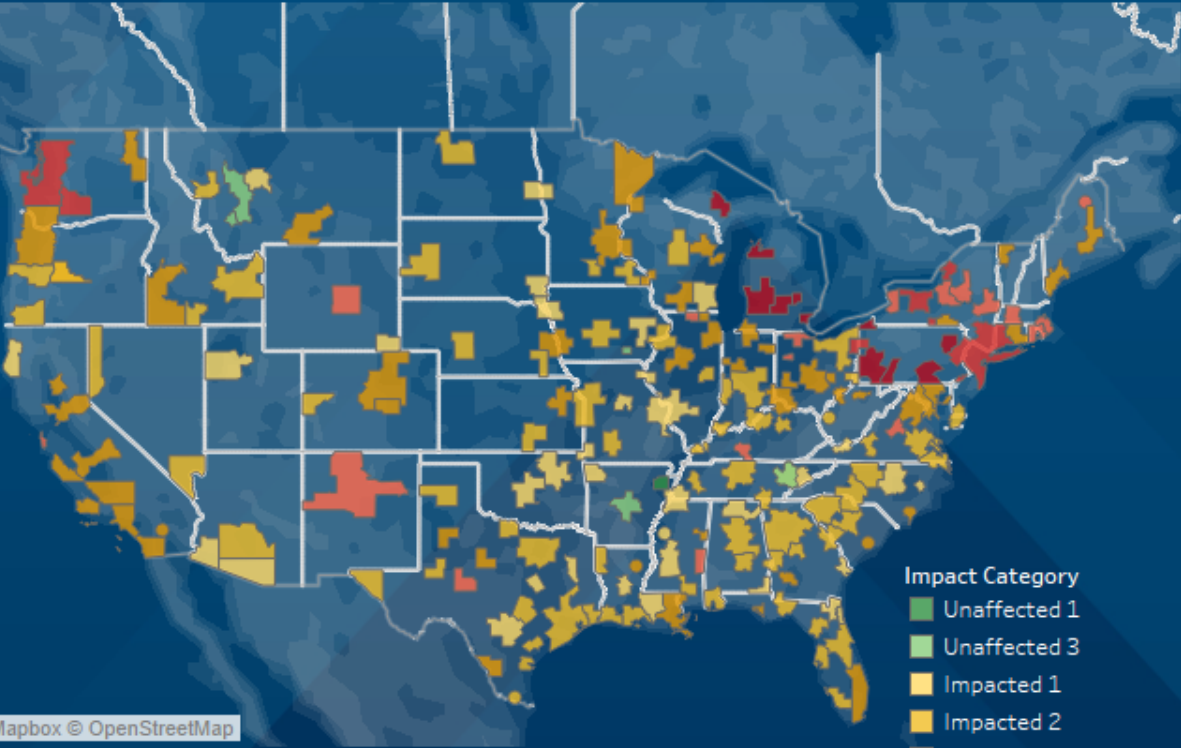 Impact Category
Unaffected 1
Unaffected 3
Impacted 1
Impacted 2
Mapbox © OpenStreetMap